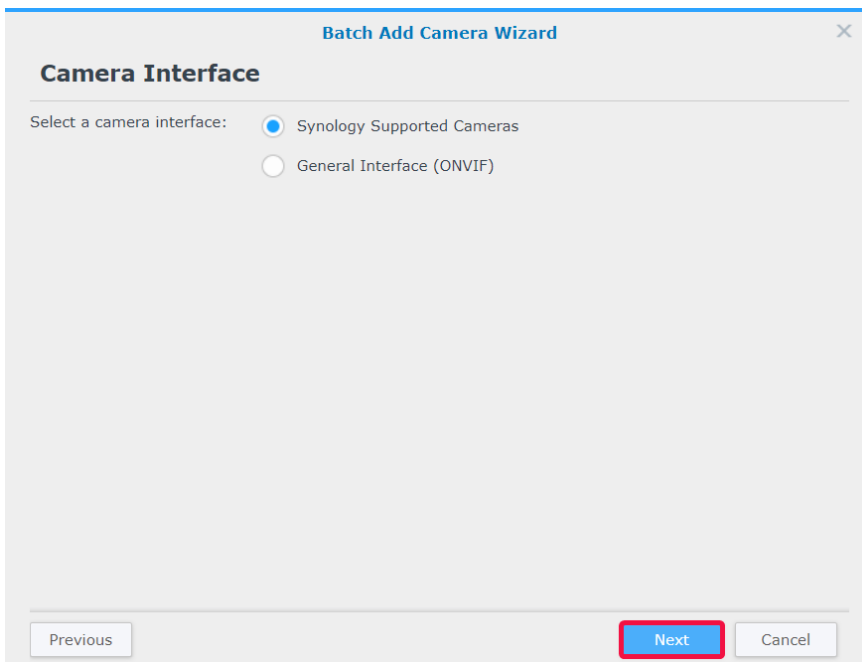 Batch Add Camera Wizard
Camera Interface
Select a camera interface:
Synology Supported Cameras
General Interface (ONVIF)
Previous
Next
Cancel